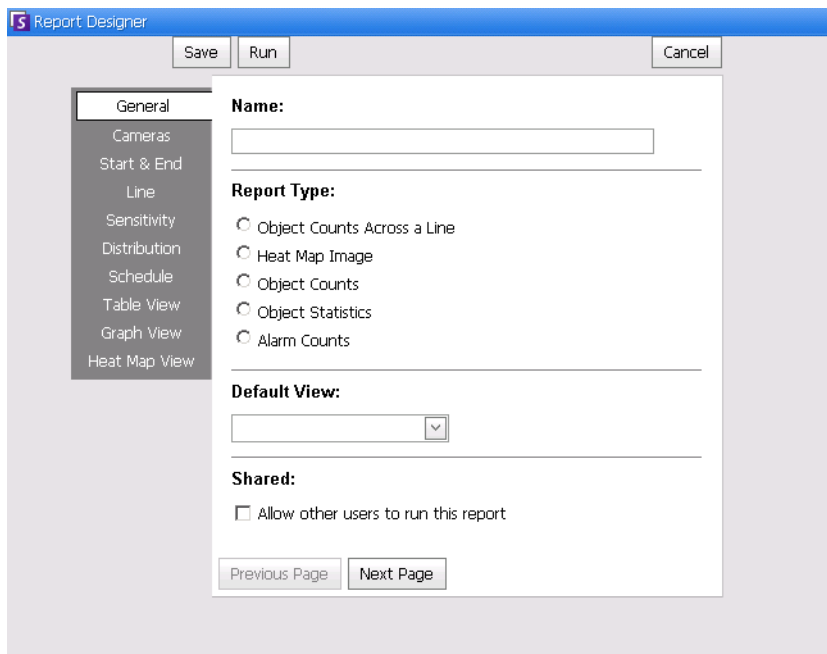 Report Designer
Save Run Cancel
General
Cameras
Start & End
Line
Sensitivity
Distribution
Schedule
Table View
Graph View
Heat Map View
Name:
Report Type:
Object Counts Across a Line
Heat Map Image
Object Counts
Object Statistics
Alarm Counts
Default View:
Shared:
Allow other users to run this report
Previous Page Next Page